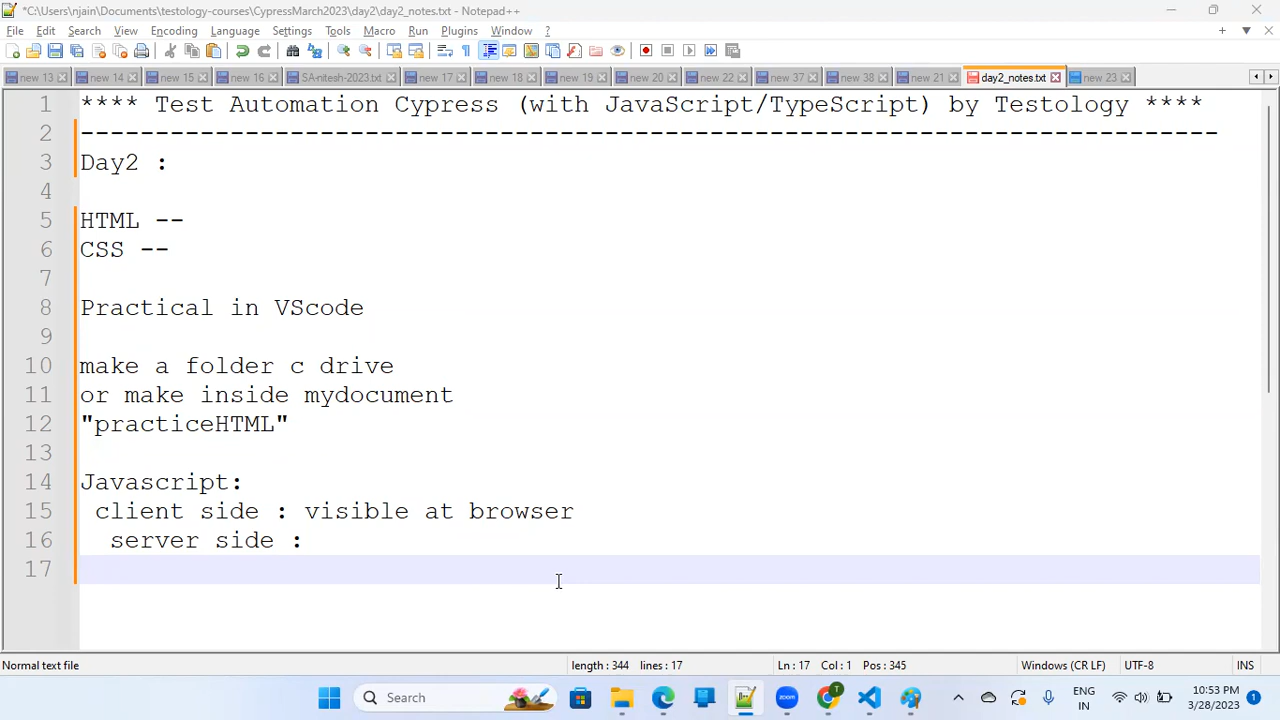 *C:\Users\njain\Documents\testology-courses\CypressMarch2023\day2\day2_notes.txt - Notepad++
File Edit Search View Encoding Language Settings Tools Macro Run Plugins Window ?
new 13 new 14 new 15 new 16 SA-nitesh-2023.txt new 17 new 18 new 19 new 20 new 22 new 37 new 38 new 21 day2_notes.txt new 23
1 **** Test Automation Cypress (with JavaScript/TypeScript) by Testology ****
2 -----------------------------------------------------------------------------
3 Day2 :
4
5 HTML --
6 CSS --
7
8 Practical in VScode
9
10 make a folder c drive
11 or make inside mydocument
12 "practiceHTML"
13
14 Javascript:
15 client side : visible at browser
16 server side :
17
Normal text file length : 344 lines : 17 Ln : 17 Col : 1 Pos : 345 Windows (CR LF) UTF-8 INS
Search zoom T ENG 10:53 PM
IN 3/28/2023 1